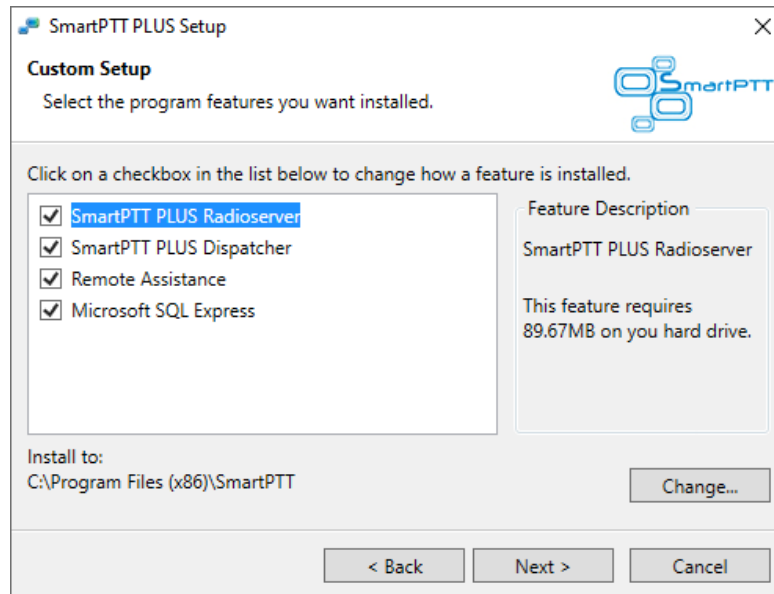 SmartPTT PLUS Setup
Custom Setup
Select the program features you want installed.
SmartPTT
Click on a checkbox in the list below to change how a feature is installed.
SmartPTT PLUS Radioserver
SmartPTT PLUS Dispatcher
Remote Assistance
Microsoft SQL Express
Feature Description
SmartPTT PLUS Radioserver
This feature requires
89.67MB on you hard drive.
Install to:
C:\Program Files (x86)\SmartPTT
Change...
< Back
Next >
Cancel